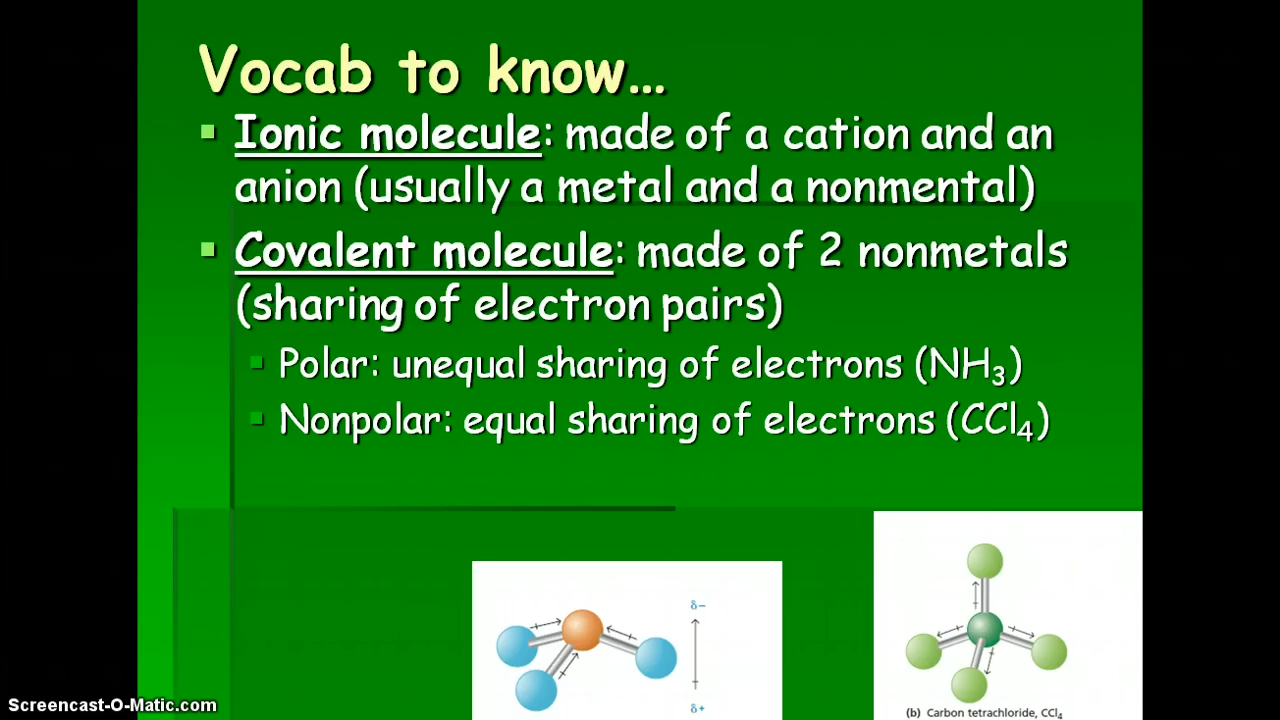 Vocab to know…
Ionic molecule: made of a cation and an
anion (usually a metal and a nonmental)
Covalent molecule: made of 2 nonmetals
(sharing of electron pairs)
Polar: unequal sharing of electrons (NH₃)
Nonpolar: equal sharing of electrons (CCl₄)
δ−
δ+
(b) Carbon tetrachloride, CCl₄
Screencast-O-Matic.com